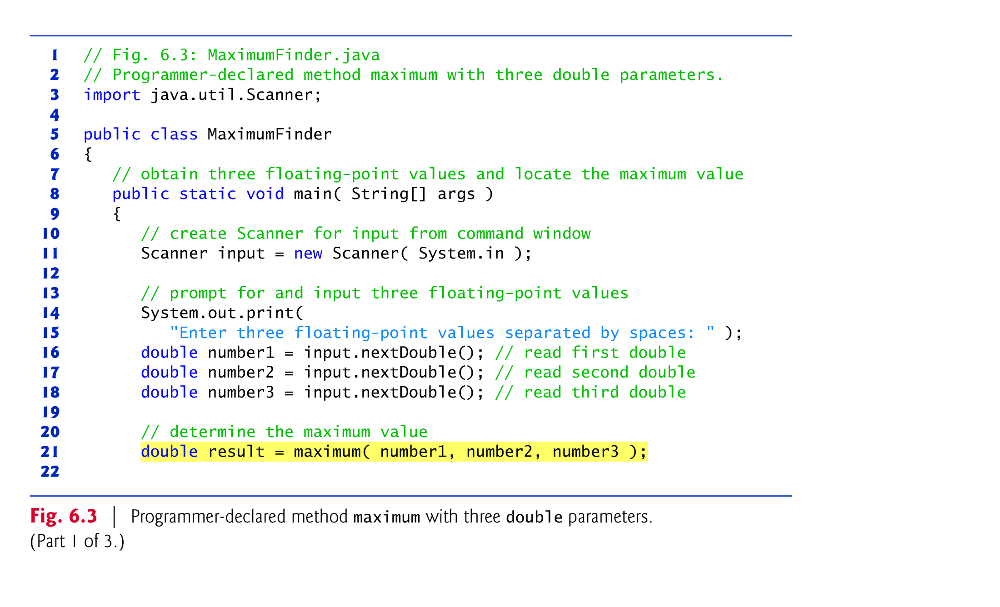 1 // Fig. 6.3: MaximumFinder.java
2 // Programmer-declared method maximum with three double parameters.
3 import java.util.Scanner;
4
5 public class MaximumFinder
6 {
7    // obtain three floating-point values and locate the maximum value
8    public static void main( String[] args )
9    {
10       // create Scanner for input from command window
11       Scanner input = new Scanner( System.in );
12
13       // prompt for and input three floating-point values
14       System.out.print(
15          "Enter three floating-point values separated by spaces: " );
16       double number1 = input.nextDouble(); // read first double
17       double number2 = input.nextDouble(); // read second double
18       double number3 = input.nextDouble(); // read third double
19
20       // determine the maximum value
21       double result = maximum( number1, number2, number3 );
22
Fig. 6.3 | Programmer-declared method maximum with three double parameters.
(Part 1 of 3.)